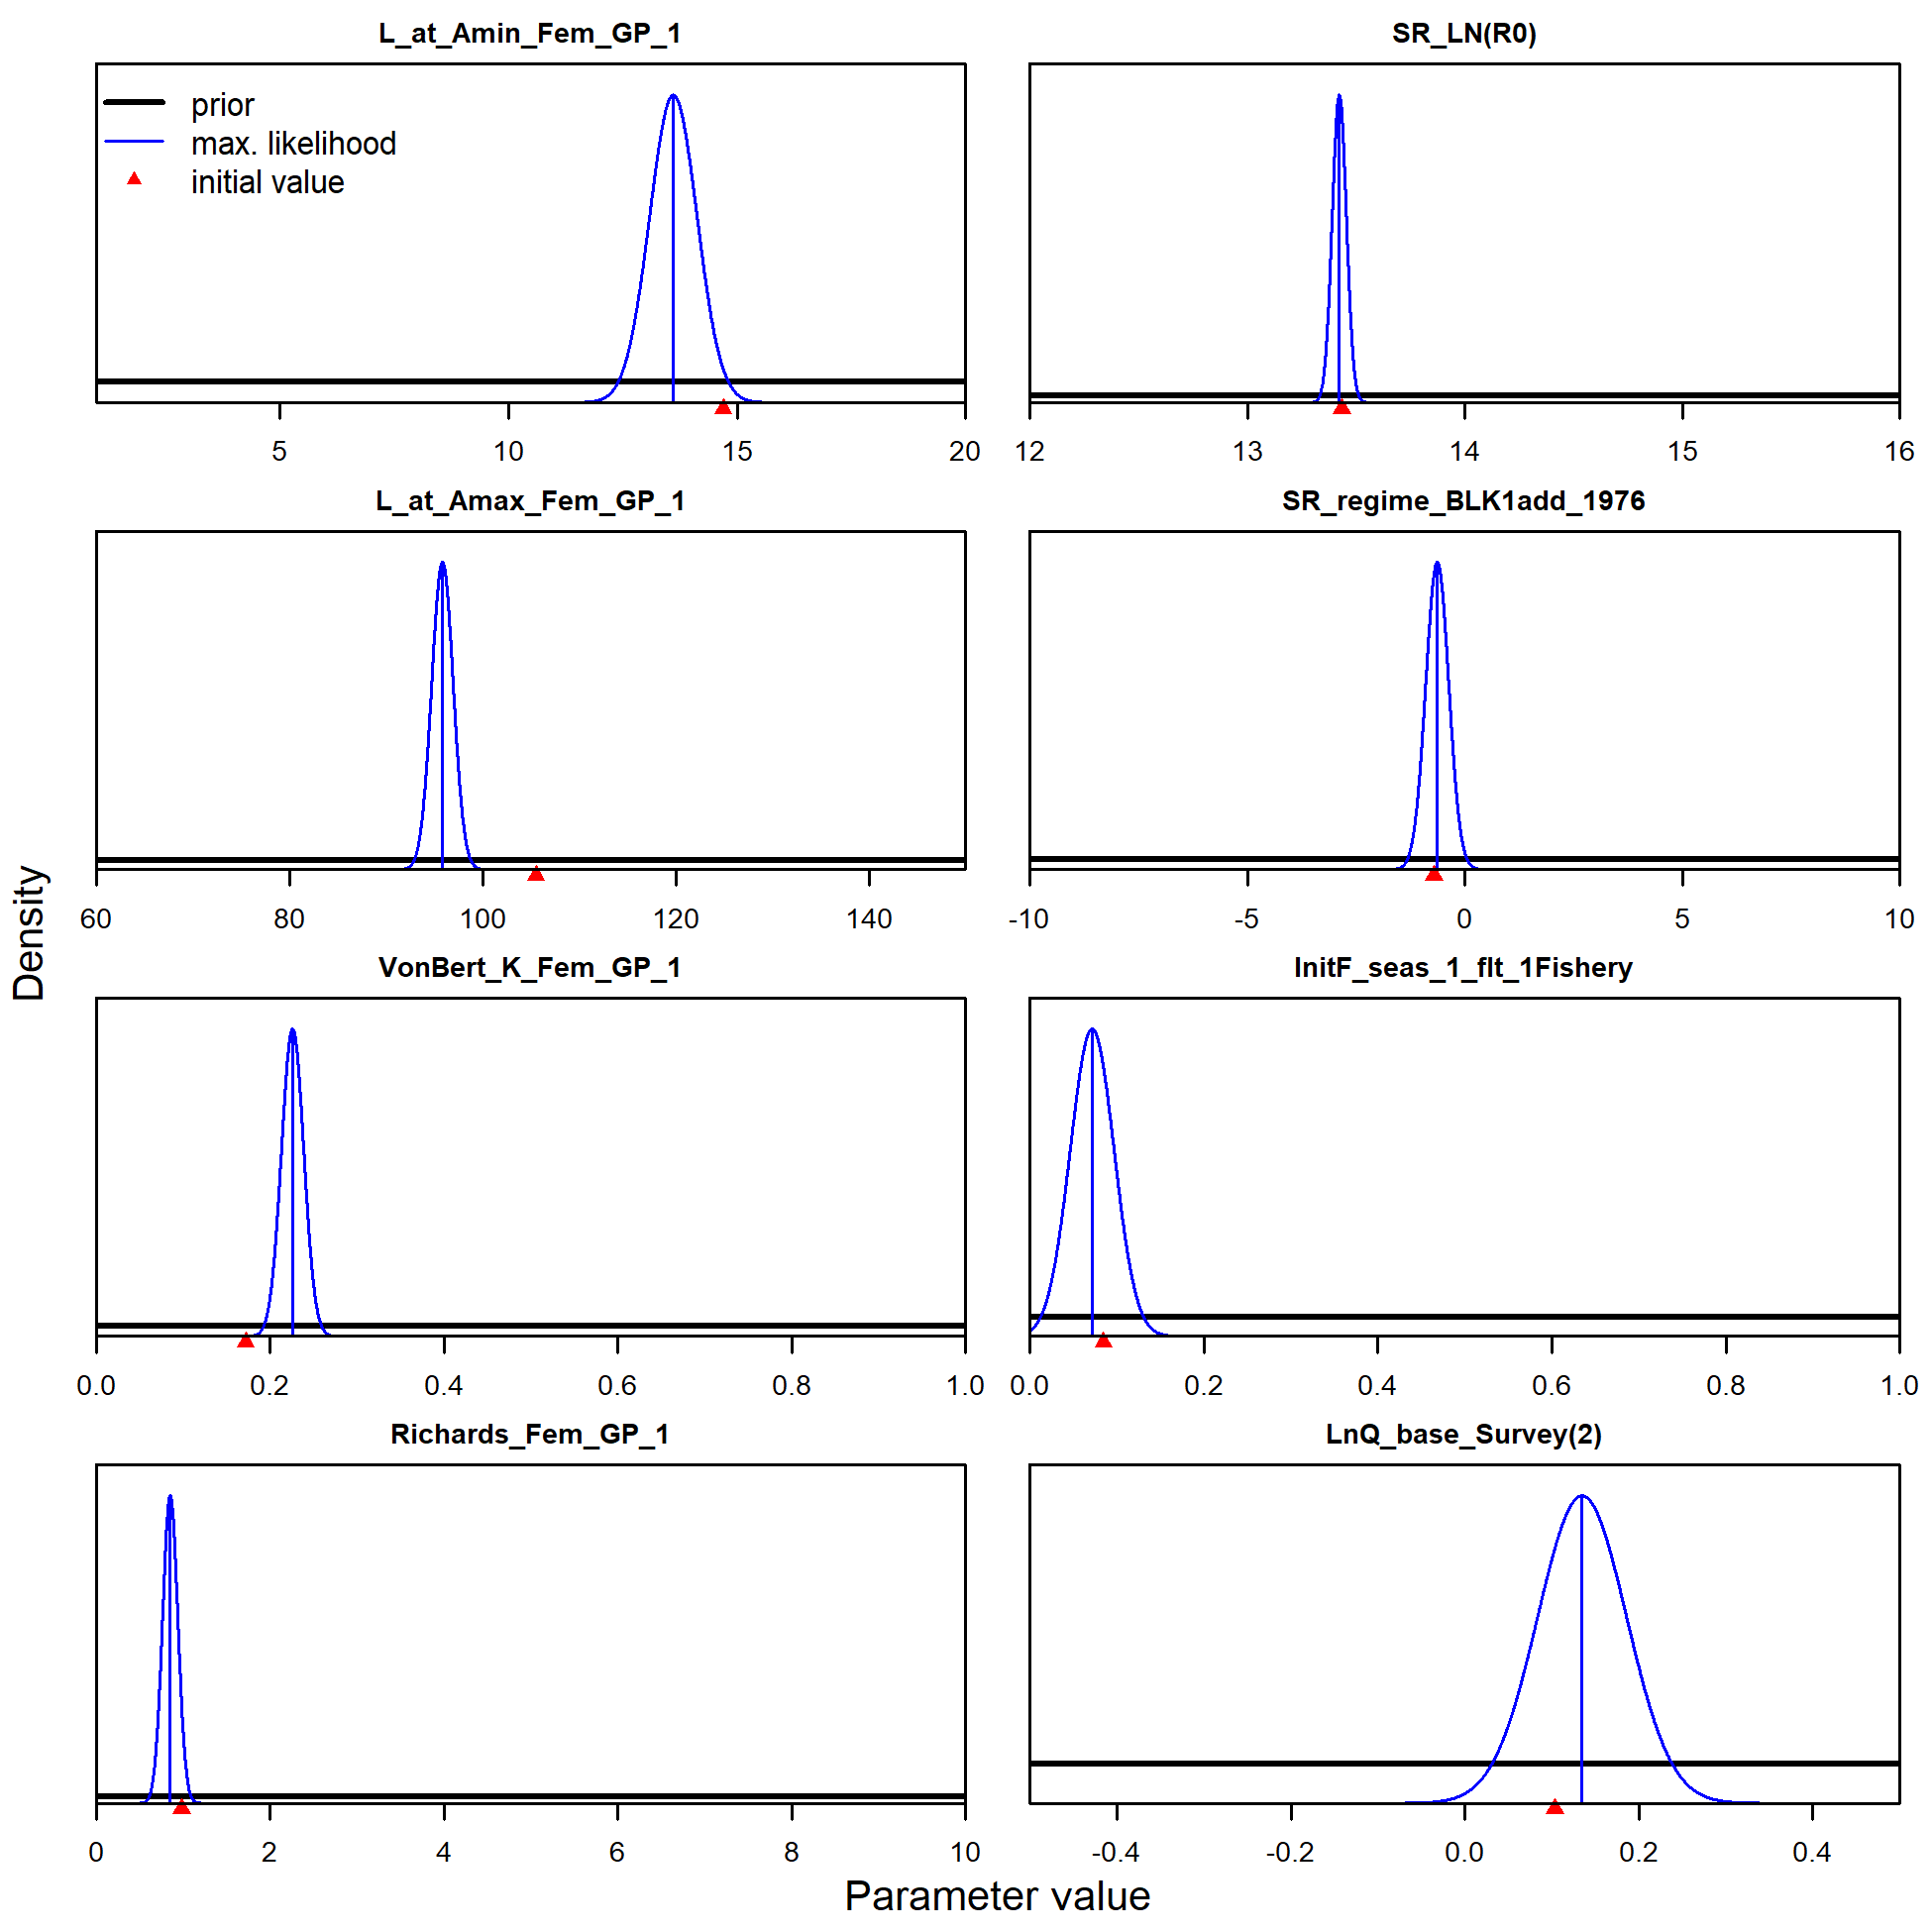 L_at_Amin_Fem_GP_1
prior
max. likelihood
initial value
5 10 15 20
SR_LN(R0)
12 13 14 15 16
L_at_Amax_Fem_GP_1
60 80 100 120 140
SR_regime_BLK1add_1976
-10 -5 0 5 10
VonBert_K_Fem_GP_1
0.0 0.2 0.4 0.6 0.8 1.0
InitF_seas_1_flt_1Fishery
0.0 0.2 0.4 0.6 0.8 1.0
Richards_Fem_GP_1
0 2 4 6 8 10
LnQ_base_Survey(2)
-0.4 -0.2 0.0 0.2 0.4
Density
Parameter value